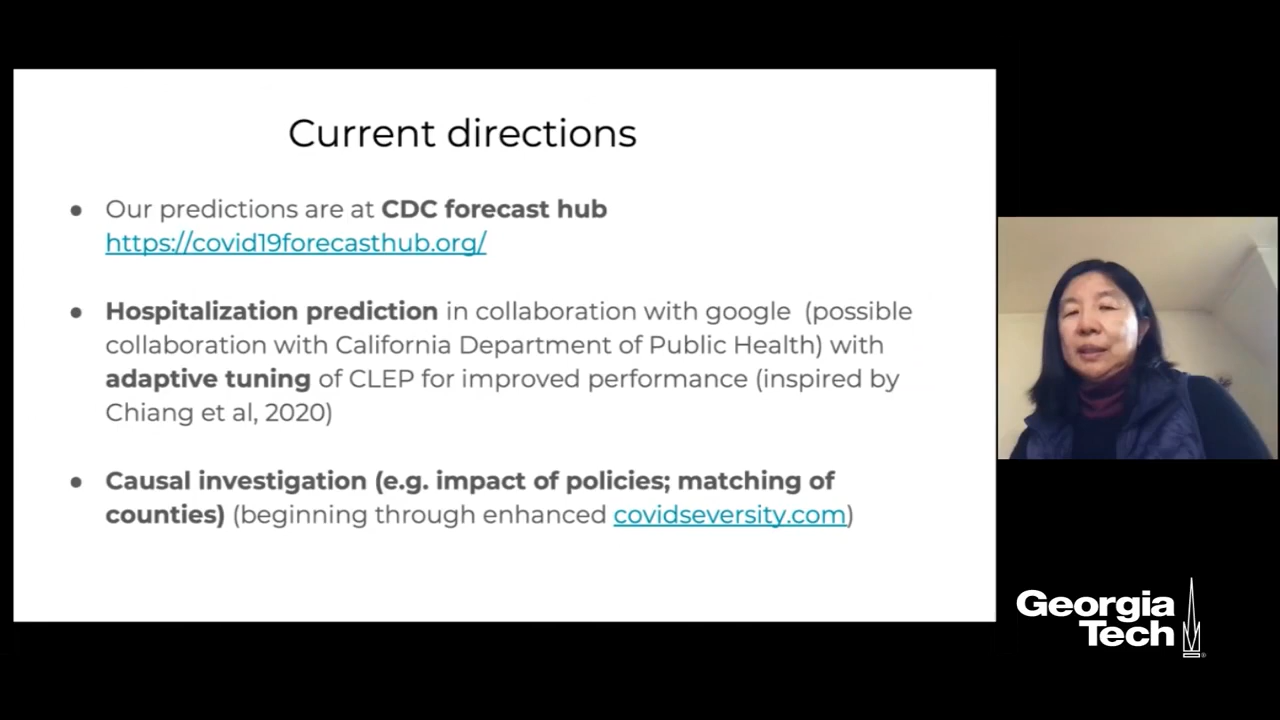 Current directions
● Our predictions are at CDC forecast hub
https://covid19forecasthub.org/
● Hospitalization prediction in collaboration with google (possible
collaboration with California Department of Public Health) with
adaptive tuning of CLEP for improved performance (inspired by
Chiang et al, 2020)
● Causal investigation (e.g. impact of policies; matching of
counties) (beginning through enhanced covidseversity.com)
Georgia
Tech